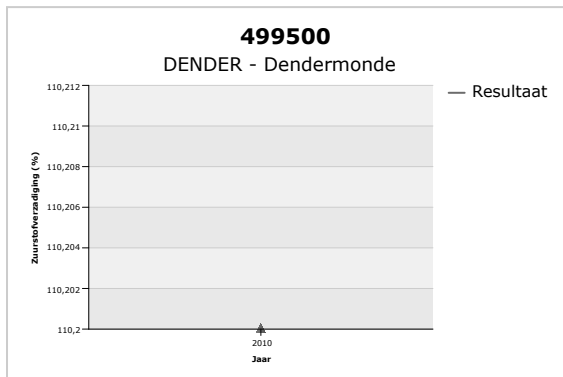 499500
DENDER - Dendermonde
Resultaat
110,212
110,21
110,208
110,206
110,204
110,202
110,2
Zuurstofverzadiging (%)
2010
Jaar